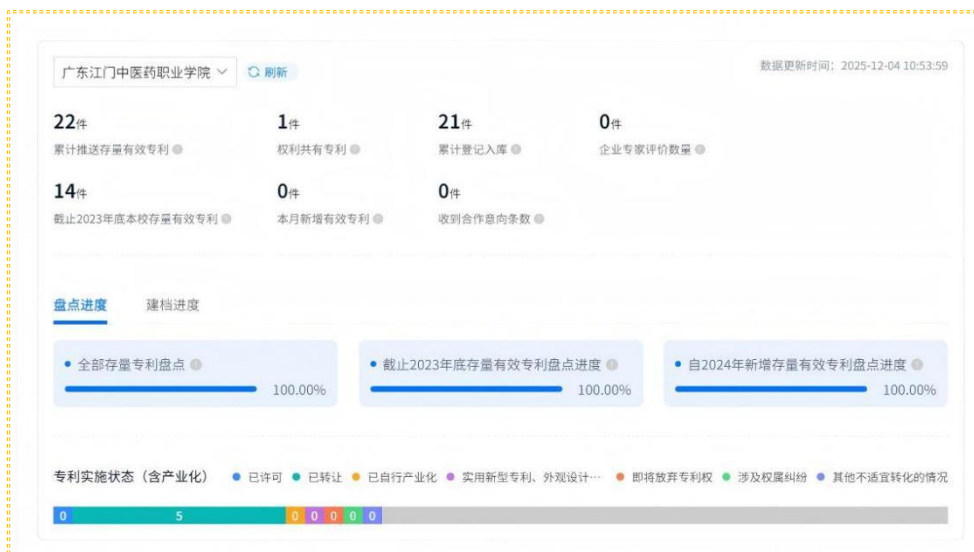 广东江门中医药职业学院 刷新 数据更新时间：2025-12-04 10:53:59
22件 1件 21件 0件
累计推送存量有效专利 权利共有专利 累计登记入库 企业专家评价数量
14件 0件 0件
截止2023年底本校存量有效专利 本月新增有效专利 收到合作意向条数
盘点进度 建档进度
全部存量专利盘点 截止2023年底存量有效专利盘点进度 自2024年新增存量有效专利盘点进度
100.00% 100.00% 100.00%
专利实施状态（含产业化） 已许可 已转让 已自行产业化 实用新型专利、外观设计… 即将放弃专利权 涉及权属纠纷 其他不适宜转化的情况
0 5 0 0 0 0 0